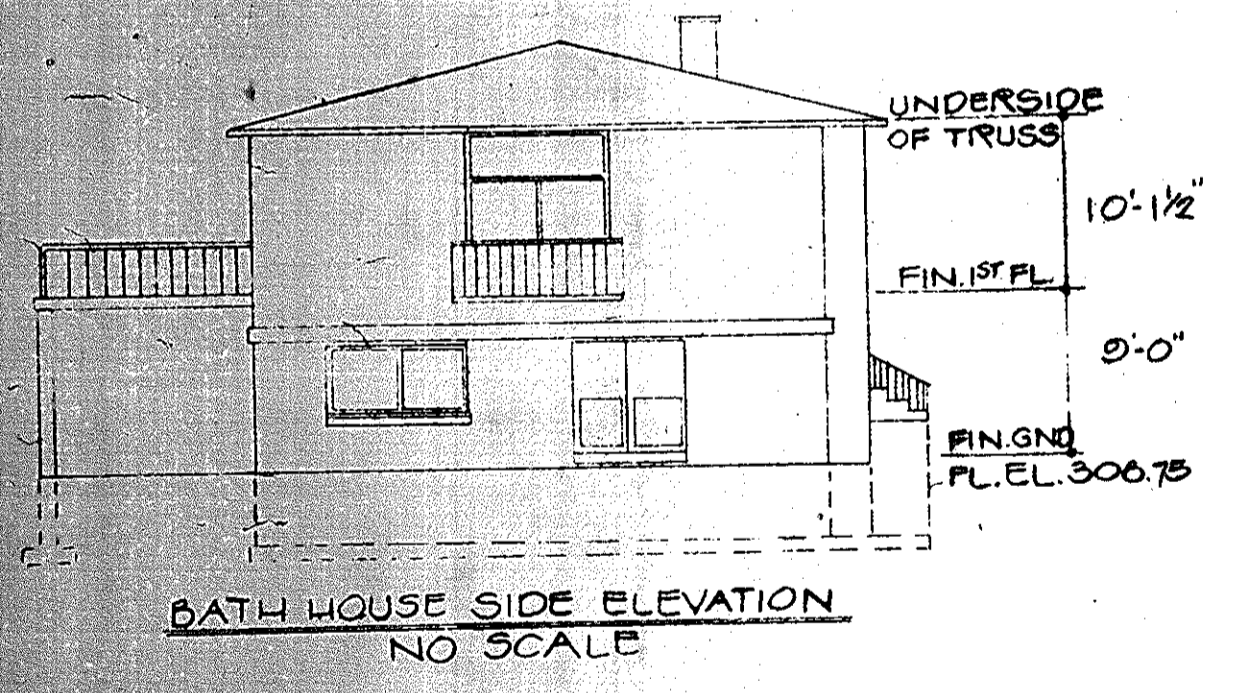 UNDERSIDE
OF TRUSS
10'-1½"
FIN. 1ST FL.
9'-0"
FIN. GND
FL. EL. 308.75
BATH HOUSE SIDE ELEVATION
NO SCALE